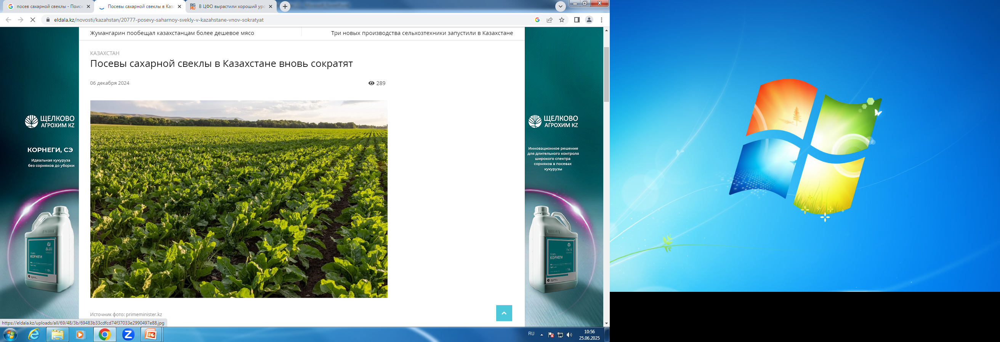 посев сахарной свеклы - Поиск
Посевы сахарной свеклы в Каза
В ЦФО вырастили хороший уро
eldala.kz/novosti/kazahstan/20777-posevy-saharnoy-svekly-v-kazahstane-vnov-sokratyat
Жумангарин пообещал казахстанцам более дешевое мясо
Три новых производства сельхозтехники запустили в Казахстане
КАЗАХСТАН
Посевы сахарной свеклы в Казахстане вновь сократят
06 декабря 2024
289
ЩЕЛКОВО
АГРОХИМ KZ
КОРНЕГИ, СЭ
Идеальная кукуруза
без сорняков до уборки
КОРНЕГИ
ЩЕЛКОВО
АГРОХИМ KZ
Инновационное решение
для длительного контроля
широкого спектра
сорняков в посевах
кукурузы
КОРНЕГИ
Источник фото: primeminister.kz
https://eldala.kz/uploads/all/69/48/3b/69483b33cdfcd74f37033e2990497e88.jpg
RU
10:56
25.06.2025